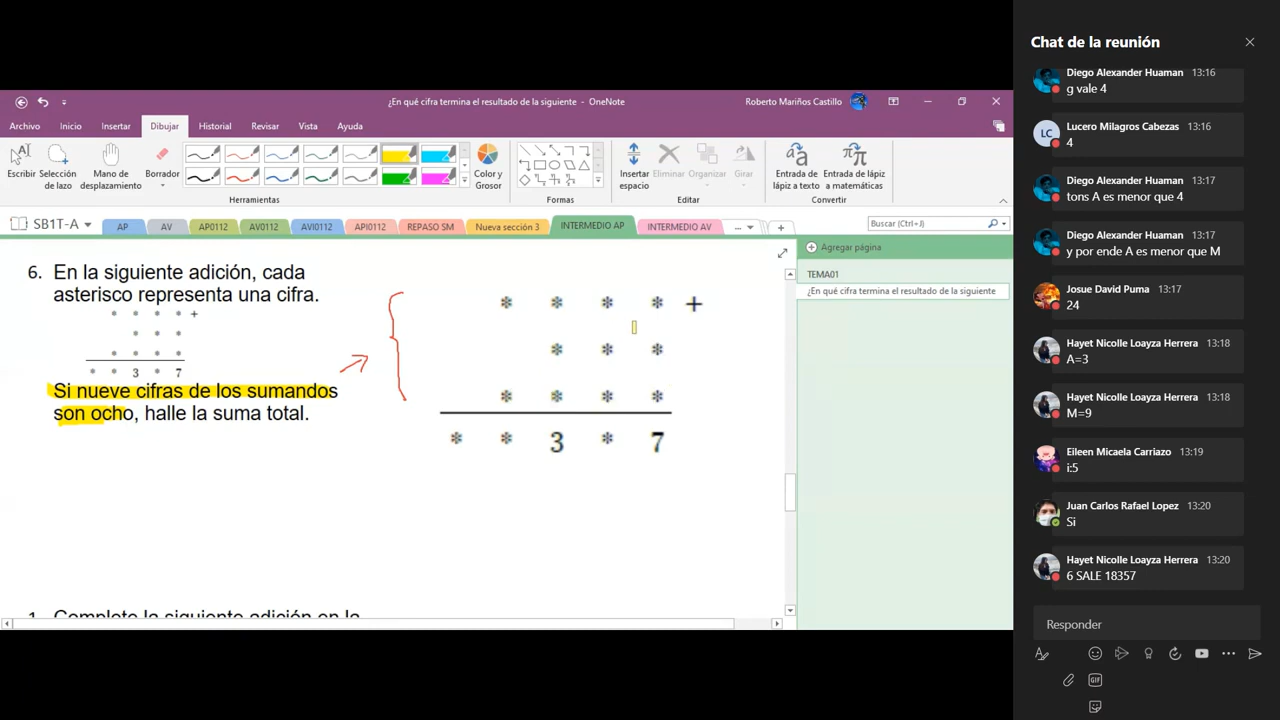 Chat de la reunión
Diego Alexander Huaman 13:16
g vale 4
Lucero Milagros Cabezas 13:16
LC
4
Diego Alexander Huaman 13:17
tons A es menor que 4
Diego Alexander Huaman 13:17
y por ende A es menor que M
Josue David Puma 13:17
24
Hayet Nicolle Loayza Herrera 13:18
A=3
Hayet Nicolle Loayza Herrera 13:18
M=9
Eileen Micaela Carriazo 13:19
i:5
Juan Carlos Rafael Lopez 13:20
Si
Hayet Nicolle Loayza Herrera 13:20
6 SALE 18357
Responder
GIF
¿En qué cifra termina el resultado de la siguiente - OneNote
Roberto Mariños Castillo
Archivo Inicio Insertar Dibujar Historial Revisar Vista Ayuda
Escribir Selección de lazo Mano de desplazamiento Borrador Color y Grosor Insertar espacio Eliminar Organizar Girar Entrada de lápiz a texto Entrada de lápiz a matemáticas
Herramientas Formas Editar Convertir
SB1T-A AP AV AP0112 AV0112 AVI0112 API0112 REPASO SM Nueva sección 3 INTERMEDIO AP INTERMEDIO AV ... + Buscar (Ctrl+E)
Agregar página
TEMA01
¿En qué cifra termina el resultado de la siguiente
6. En la siguiente adición, cada
asterisco representa una cifra.
* * * * +
* * *
* * * *
* * 3 * 7
Si nueve cifras de los sumandos
son ocho, halle la suma total.
* * * * +
* * *
* * * *
* * 3 * 7
1. Complete la siguiente adición en la